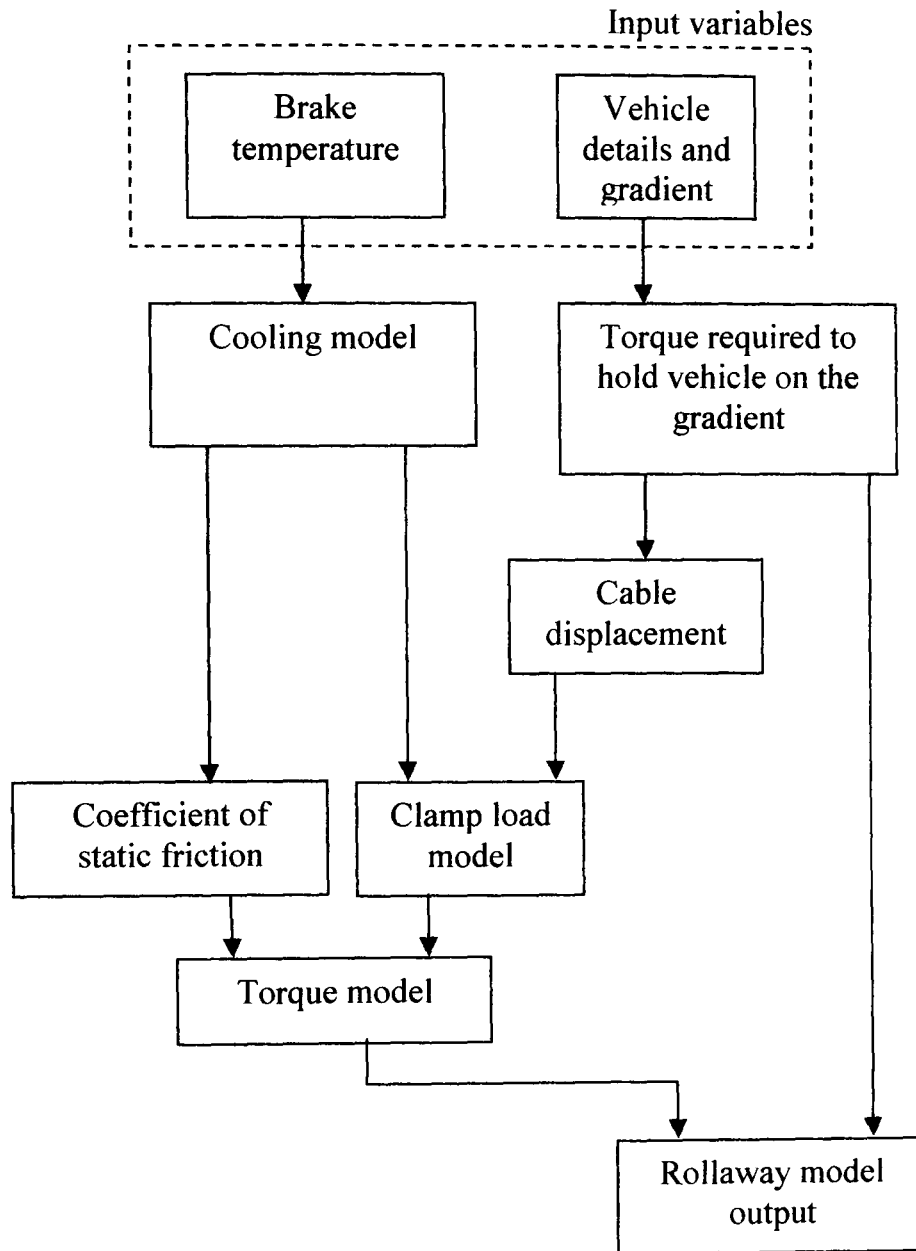 Input variables
Brake
temperature
Vehicle
details and
gradient
Cooling model
Torque required to
hold vehicle on the
gradient
Cable
displacement
Coefficient of
static friction
Clamp load
model
Torque model
Rollaway model
output